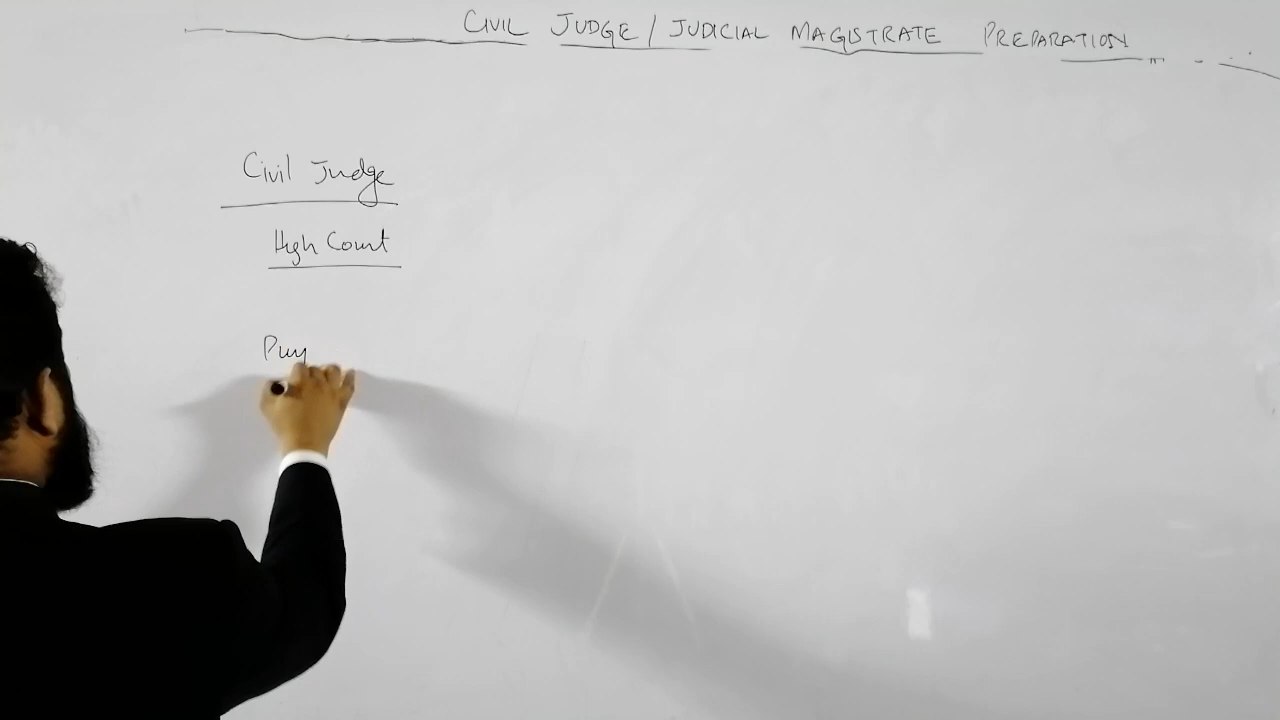 CIVIL JUDGE / JUDICIAL MAGISTRATE PREPARATION
Civil Judge
High Court